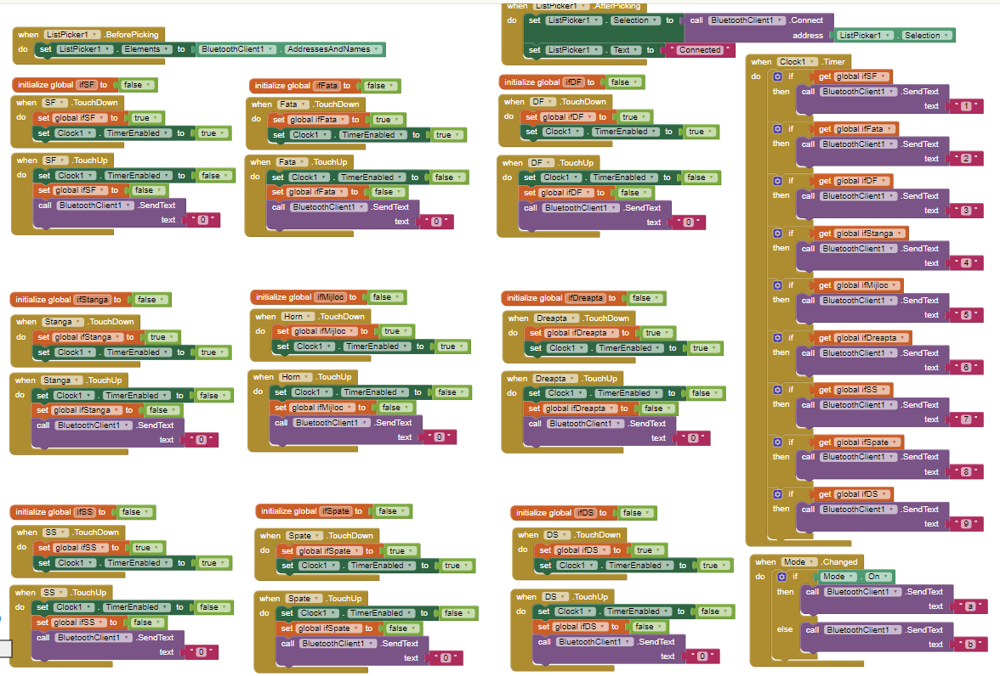 when ListPicker1 .BeforePicking
do set ListPicker1 . Elements to BluetoothClient1 . AddressesAndNames
when ListPicker1 .AfterPicking
do set ListPicker1 . Selection to call BluetoothClient1 .Connect
address ListPicker1 . Selection
set ListPicker1 . Text to " Connected "
initialize global ifSF to false
when SF .TouchDown
do set global ifSF to true
set Clock1 . TimerEnabled to true
when SF .TouchUp
do set Clock1 . TimerEnabled to false
set global ifSF to false
call BluetoothClient1 .SendText
text " 0 "
initialize global ifFata to false
when Fata .TouchDown
do set global ifFata to true
set Clock1 . TimerEnabled to true
when Fata .TouchUp
do set Clock1 . TimerEnabled to false
set global ifFata to false
call BluetoothClient1 .SendText
text " 0 "
initialize global ifDF to false
when DF .TouchDown
do set global ifDF to true
set Clock1 . TimerEnabled to true
when DF .TouchUp
do set Clock1 . TimerEnabled to false
set global ifDF to false
call BluetoothClient1 .SendText
text " 0 "
initialize global ifStanga to false
when Stanga .TouchDown
do set global ifStanga to true
set Clock1 . TimerEnabled to true
when Stanga .TouchUp
do set Clock1 . TimerEnabled to false
set global ifStanga to false
call BluetoothClient1 .SendText
text " 0 "
initialize global ifMijloc to false
when Horn .TouchDown
do set global ifMijloc to true
set Clock1 . TimerEnabled to true
when Horn .TouchUp
do set Clock1 . TimerEnabled to false
set global ifMijloc to false
call BluetoothClient1 .SendText
text " 0 "
initialize global ifDreapta to false
when Dreapta .TouchDown
do set global ifDreapta to true
set Clock1 . TimerEnabled to true
when Dreapta .TouchUp
do set Clock1 . TimerEnabled to false
set global ifDreapta to false
call BluetoothClient1 .SendText
text " 0 "
initialize global ifSS to false
when SS .TouchDown
do set global ifSS to true
set Clock1 . TimerEnabled to true
when SS .TouchUp
do set Clock1 . TimerEnabled to false
set global ifSS to false
call BluetoothClient1 .SendText
text " 0 "
initialize global ifSpate to false
when Spate .TouchDown
do set global ifSpate to true
set Clock1 . TimerEnabled to true
when Spate .TouchUp
do set Clock1 . TimerEnabled to false
set global ifSpate to false
call BluetoothClient1 .SendText
text " 0 "
initialize global ifDS to false
when DS .TouchDown
do set global ifDS to true
set Clock1 . TimerEnabled to true
when DS .TouchUp
do set Clock1 . TimerEnabled to false
set global ifDS to false
call BluetoothClient1 .SendText
text " 0 "
when Clock1 .Timer
do if get global ifSF
then call BluetoothClient1 .SendText
text " 1 "
if get global ifFata
then call BluetoothClient1 .SendText
text " 2 "
if get global ifDF
then call BluetoothClient1 .SendText
text " 3 "
if get global ifStanga
then call BluetoothClient1 .SendText
text " 4 "
if get global ifMijloc
then call BluetoothClient1 .SendText
text " 5 "
if get global ifDreapta
then call BluetoothClient1 .SendText
text " 6 "
if get global ifSS
then call BluetoothClient1 .SendText
text " 7 "
if get global ifSpate
then call BluetoothClient1 .SendText
text " 8 "
if get global ifDS
then call BluetoothClient1 .SendText
text " 9 "
when Mode .Changed
do if Mode . On
then call BluetoothClient1 .SendText
text " a "
else call BluetoothClient1 .SendText
text " b "